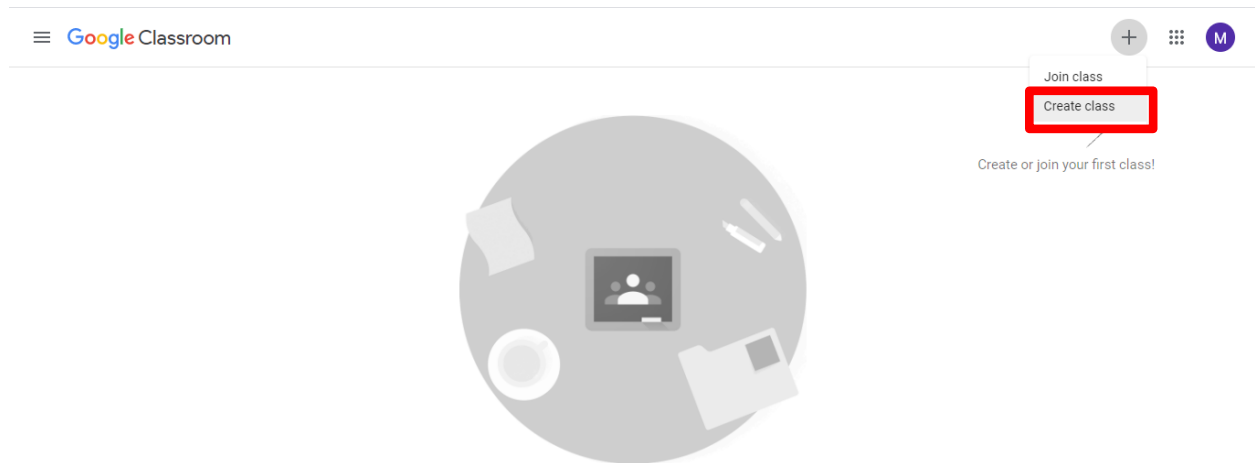 Google Classroom
M
Join class
Create class
Create or join your first class!